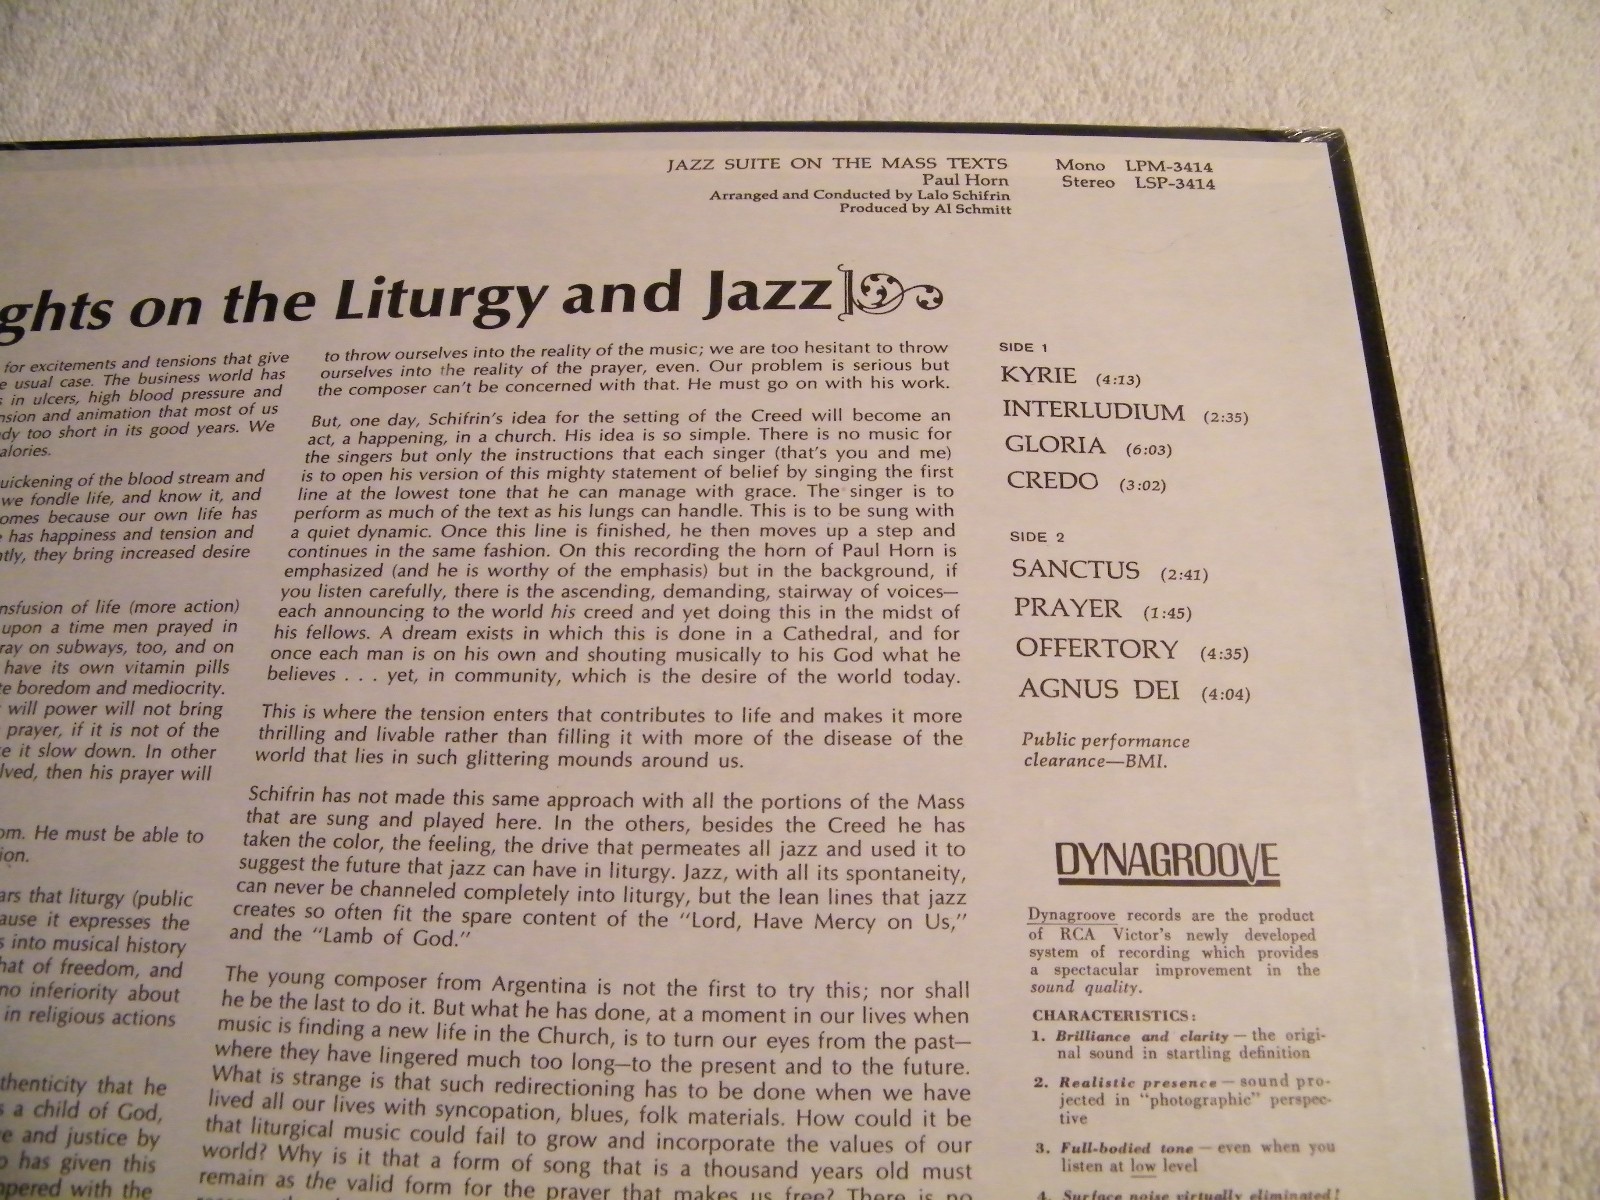 JAZZ SUITE ON THE MASS TEXTS
Paul Horn
Arranged and Conducted by Lalo Schifrin
Produced by Al Schmitt
Mono LPM-3414
Stereo LSP-3414
ghts on the Liturgy and Jazz
for excitements and tensions that give
usual case. The business world has
in ulcers, high blood pressure and
nsion and animation that most of us
dy too short in its good years. We
alories.
uickening of the blood stream and
we fondle life, and know it, and
omes because our own life has
has happiness and tension and
ntly, they bring increased desire
nsfusion of life (more action)
upon a time men prayed in
ray on subways, too, and on
have its own vitamin pills
te boredom and mediocrity.
will power will not bring
prayer, if it is not of the
it slow down. In other
lved, then his prayer will
om. He must be able to
ion.
ars that liturgy (public
ause it expresses the
into musical history
hat of freedom, and
no inferiority about
in religious actions
thenticity that he
a child of God,
and justice by
has given this
pered with the
to throw ourselves into the reality of the music; we are too hesitant to throw
ourselves into the reality of the prayer, even. Our problem is serious but
the composer can't be concerned with that. He must go on with his work.
But, one day, Schifrin's idea for the setting of the Creed will become an
act, a happening, in a church. His idea is so simple. There is no music for
the singers but only the instructions that each singer (that's you and me)
is to open his version of this mighty statement of belief by singing the first
line at the lowest tone that he can manage with grace. The singer is to
perform as much of the text as his lungs can handle. This is to be sung with
a quiet dynamic. Once this line is finished, he then moves up a step and
continues in the same fashion. On this recording the horn of Paul Horn is
emphasized (and he is worthy of the emphasis) but in the background, if
you listen carefully, there is the ascending, demanding, stairway of voices—
each announcing to the world his creed and yet doing this in the midst of
his fellows. A dream exists in which this is done in a Cathedral, and for
once each man is on his own and shouting musically to his God what he
believes . . . yet, in community, which is the desire of the world today.
This is where the tension enters that contributes to life and makes it more
thrilling and livable rather than filling it with more of the disease of the
world that lies in such glittering mounds around us.
Schifrin has not made this same approach with all the portions of the Mass
that are sung and played here. In the others, besides the Creed he has
taken the color, the feeling, the drive that permeates all jazz and used it to
suggest the future that jazz can have in liturgy. Jazz, with all its spontaneity,
can never be channeled completely into liturgy, but the lean lines that jazz
creates so often fit the spare content of the "Lord, Have Mercy on Us,"
and the "Lamb of God."
The young composer from Argentina is not the first to try this; nor shall
he be the last to do it. But what he has done, at a moment in our lives when
music is finding a new life in the Church, is to turn our eyes from the past—
where they have lingered much too long—to the present and to the future.
What is strange is that such redirectioning has to be done when we have
lived all our lives with syncopation, blues, folk materials. How could it be
that liturgical music could fail to grow and incorporate the values of our
world? Why is it that a form of song that is a thousand years old must
remain as the valid form for the prayer that makes us free? There is no
SIDE 1
KYRIE (4:13)
INTERLUDIUM (2:35)
GLORIA (6:03)
CREDO (3:02)
SIDE 2
SANCTUS (2:41)
PRAYER (1:45)
OFFERTORY (4:35)
AGNUS DEI (4:04)
Public performance
clearance—BMI.
DYNAGROOVE
Dynagroove records are the product
of RCA Victor's newly developed
system of recording which provides
a spectacular improvement in the
sound quality.
CHARACTERISTICS:
1. Brilliance and clarity — the origi-
nal sound in startling definition
2. Realistic presence — sound pro-
jected in "photographic" perspec-
tive
3. Full-bodied tone — even when you
listen at low level
4. Surface noise virtually eliminated!